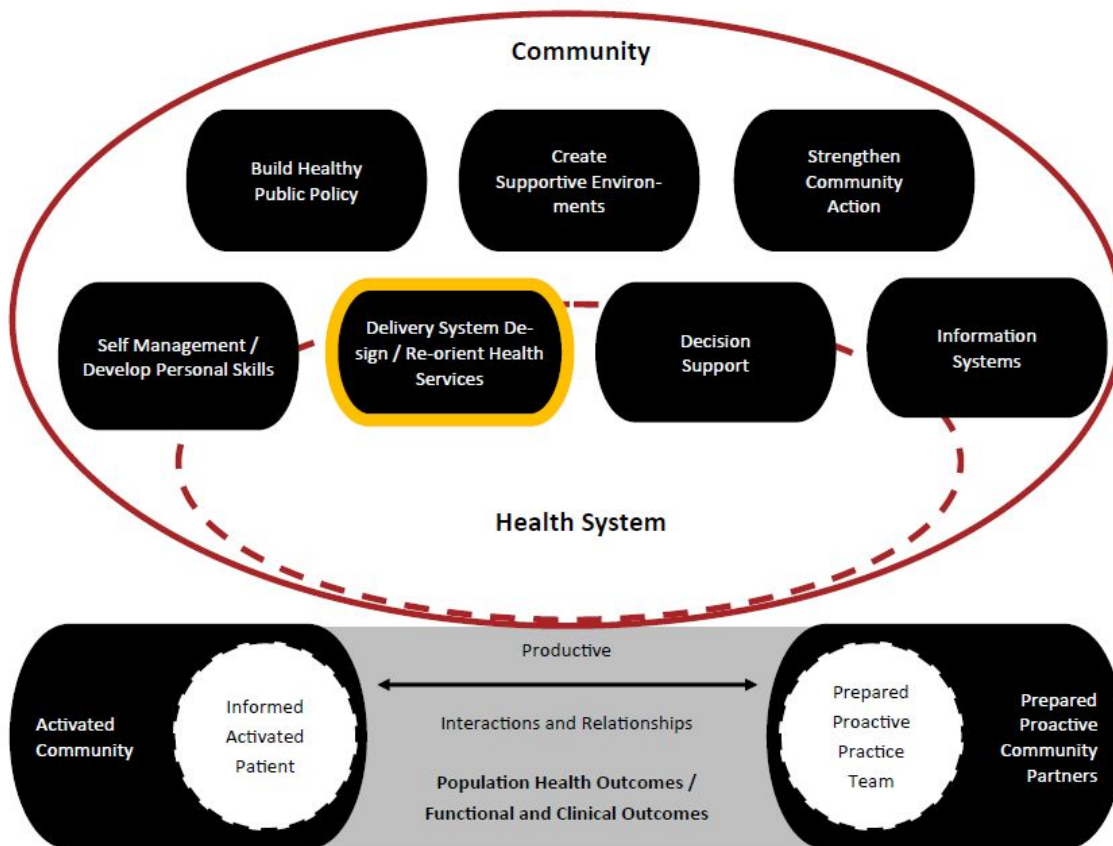 Community
Build Healthy
Public Policy
Create
Supportive Environ-
ments
Strengthen
Community
Action
Self Management /
Develop Personal Skills
Delivery System De-
sign / Re-orient Health
Services
Decision
Support
Information
Systems
Health System
Activated
Community
Informed
Activated
Patient
Productive
Interactions and Relationships
Population Health Outcomes /
Functional and Clinical Outcomes
Prepared
Proactive
Practice
Team
Prepared
Proactive
Community
Partners